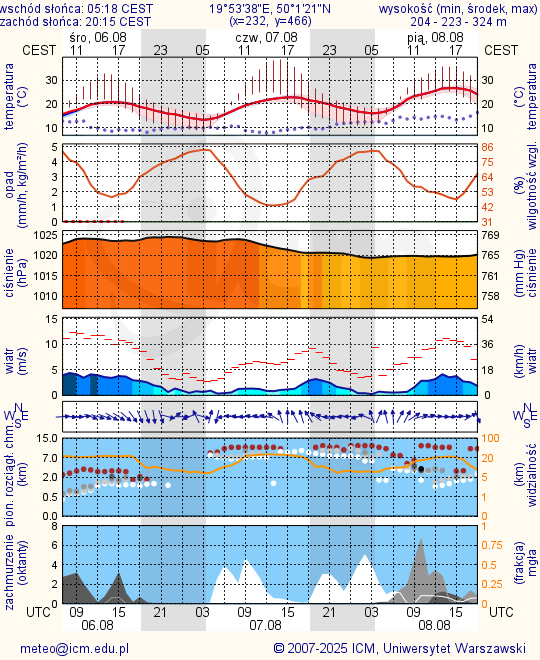 wschód słońca: 05:18 CEST
zachód słońca: 20:15 CEST
19°53'38"E, 50°1'21"N
(x=232, y=466)
wysokość (min, środek, max)
204 - 223 - 324 m
śro, 06.08 czw, 07.08 pią, 08.08
CEST 11 17 23 05 11 17 23 05 11 17 CEST
temperatura (°C)
30
20
10
30
20
10
(°C) temperatura
opad (mm/h, kg/m²/h)
5
4
3
2
1
0
86
75
64
53
42
31
(%) wilgotność wzgl.
ciśnienie (hPa)
1025
1020
1015
1010
769
765
761
758
(mm Hg) ciśnienie
wiatr (m/s)
15
10
5
0
54
36
18
0
(km/h) wiatr
N
W E
S
N
W E
S
pion. rozciągł. chm. (km)
15.0
7.0
2.0
0.5
0.0
100
20
5
1
0
(km) widzialność
zachmurzenie (oktanty)
8
6
4
2
0
1
0.75
0.5
0.25
0
(frakcja) mgła
UTC 09 15 21 03 09 15 21 03 09 15 UTC
06.08 07.08 08.08
meteo@icm.edu.pl
© 2007-2025 ICM, Uniwersytet Warszawski